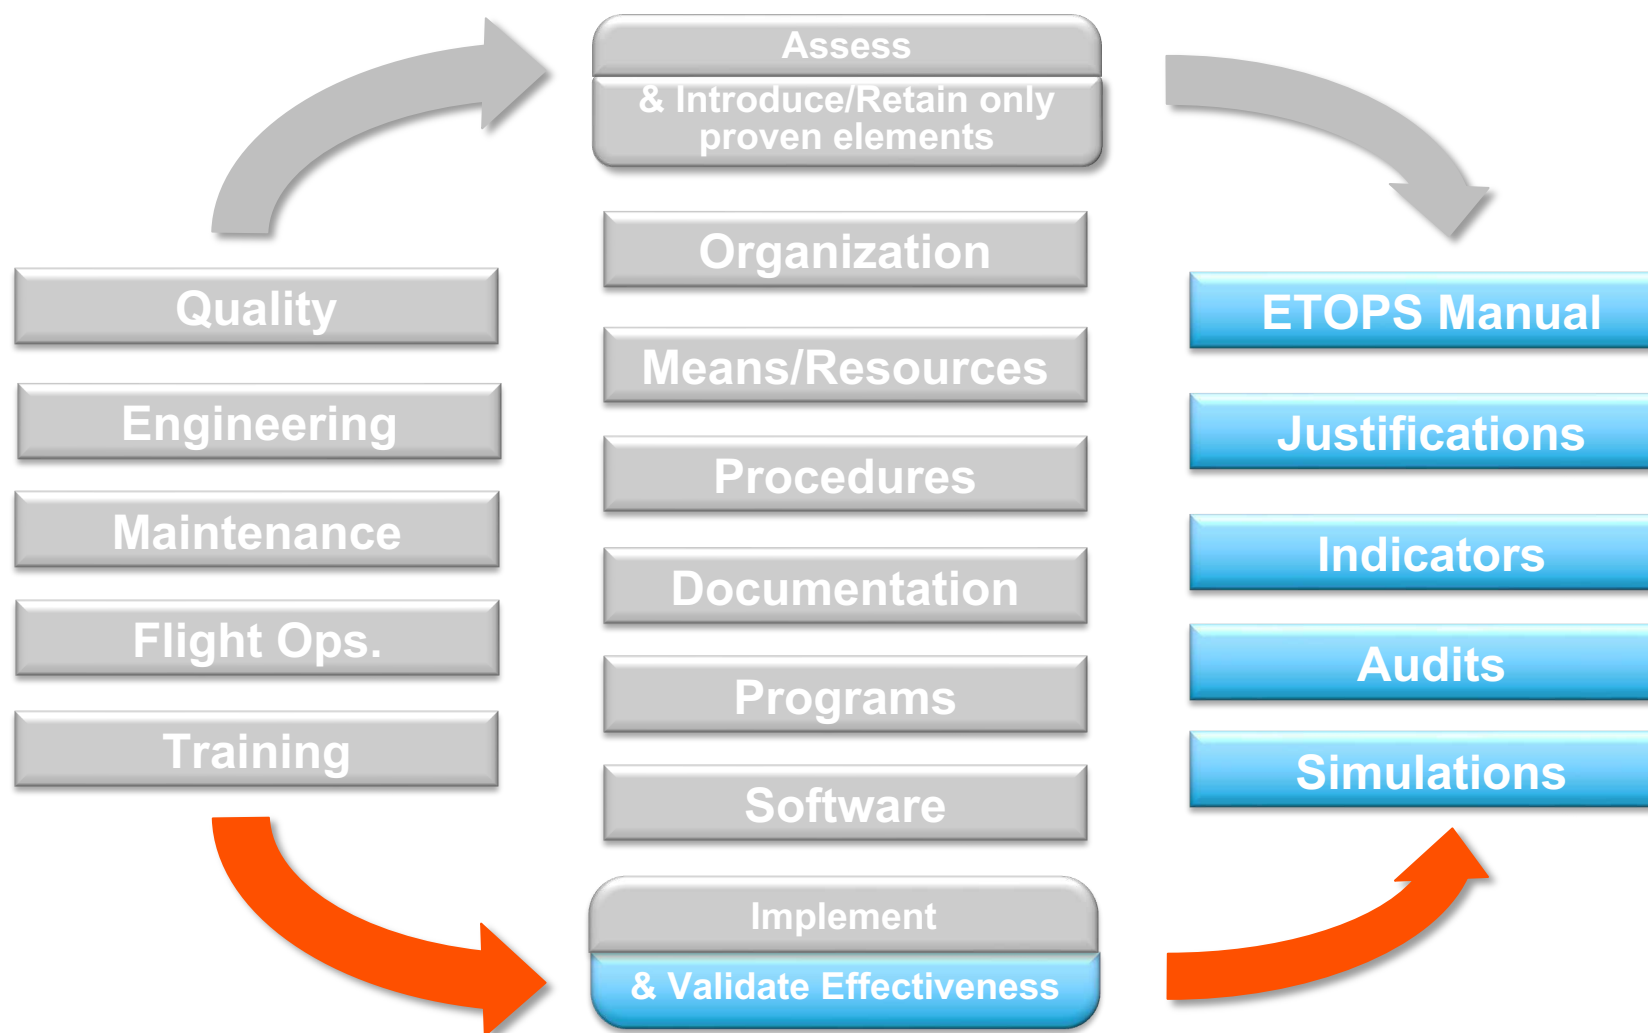 Assess
& Introduce/Retain only
proven elements
Quality
Engineering
Maintenance
Flight Ops.
Training
Organization
Means/Resources
Procedures
Documentation
Programs
Software
Implement
& Validate Effectiveness
ETOPS Manual
Justifications
Indicators
Audits
Simulations